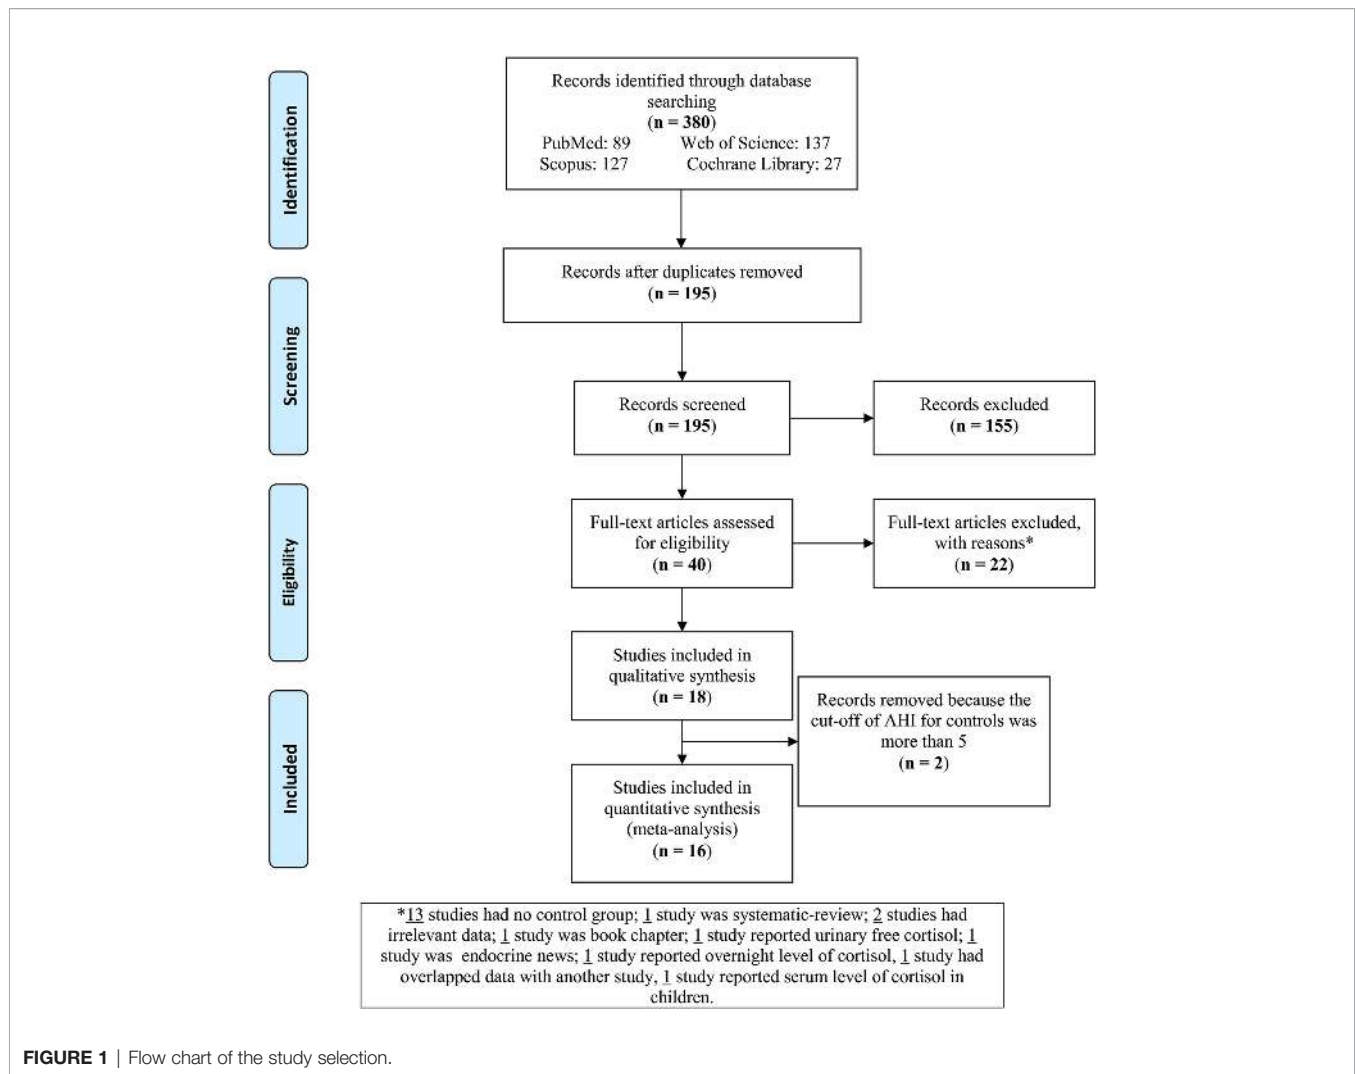 Identification
Records identified through database
searching
(n = 380)
PubMed: 89 Web of Science: 137
Scopus: 127 Cochrane Library: 27
Records after duplicates removed
(n = 195)
Screening
Records screened
(n = 195)
Records excluded
(n = 155)
Eligibility
Full-text articles assessed
for eligibility
(n = 40)
Full-text articles excluded,
with reasons*
(n = 22)
Studies included in
qualitative synthesis
(n = 18)
Included
Records removed because the
cut-off of AHI for controls was
more than 5
(n = 2)
Studies included in
quantitative synthesis
(meta-analysis)
(n = 16)
*13 studies had no control group; 1 study was systematic-review; 2 studies had
irrelevant data; 1 study was book chapter; 1 study reported urinary free cortisol; 1
study was endocrine news; 1 study reported overnight level of cortisol, 1 study had
overlapped data with another study, 1 study reported serum level of cortisol in
children.
FIGURE 1 | Flow chart of the study selection.